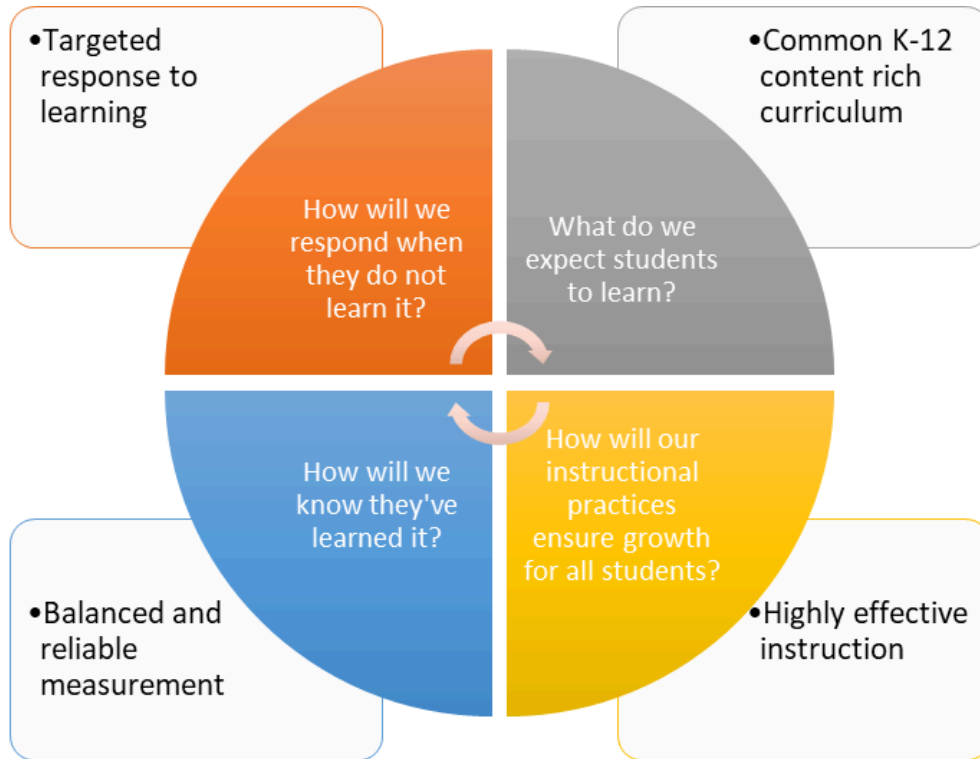 •Targeted
response to
learning
•Common K-12
content rich
curriculum
How will we
respond when
they do not
learn it?
What do we
expect students
to learn?
How will we
know they've
learned it?
How will our
instructional
practices
ensure growth
for all students?
•Balanced and
reliable
measurement
•Highly effective
instruction